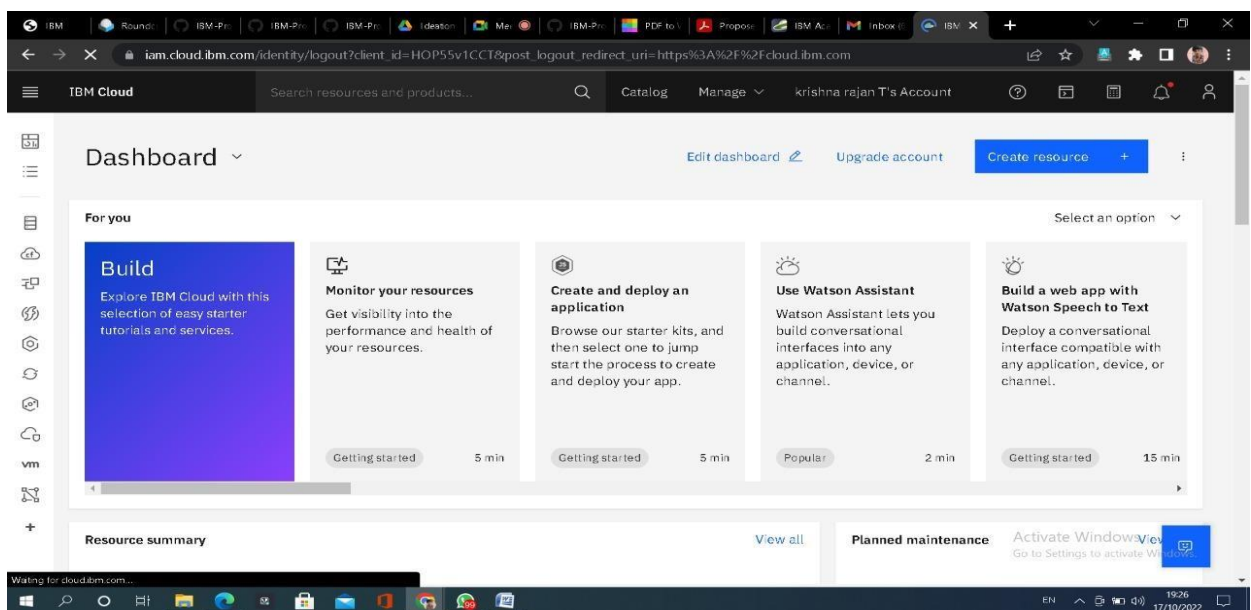 IBM
Roundc
IBM-Pro
IBM-Pro
IBM-Pro
Ideation
IBM-Pro
PDF to
Propose
IBM Aca
Inbox
IBM
iam.cloud.ibm.com/identity/logout?client_id=HOP55v1CCT&post_logout_redirect_uri=https%3A%2F%2Fcloud.ibm.com
IBM Cloud
Search resources and products...
Catalog
Manage
krishna rajan T's Account
Dashboard
Edit dashboard
Upgrade account
Create resource +
For you
Select an option
Build
Explore IBM Cloud with this
selection of easy starter
tutorials and services.
Monitor your resources
Get visibility into the
performance and health of
your resources.
Getting started
5 min
Create and deploy an
application
Browse our starter kits, and
then select one to jump
start the process to create
and deploy your app.
Getting started
5 min
Use Watson Assistant
Watson Assistant lets you
build conversational
interfaces into any
application, device, or
channel.
Popular
2 min
Build a web app with
Watson Speech to Text
Deploy a conversational
interface compatible with
any application, device, or
channel.
Getting started
15 min
vm
Resource summary
View all
Planned maintenance
Activate Windows
Go to Settings to activate Windows.
Waiting for cloud.ibm.com...
EN
19:26
17/10/2022